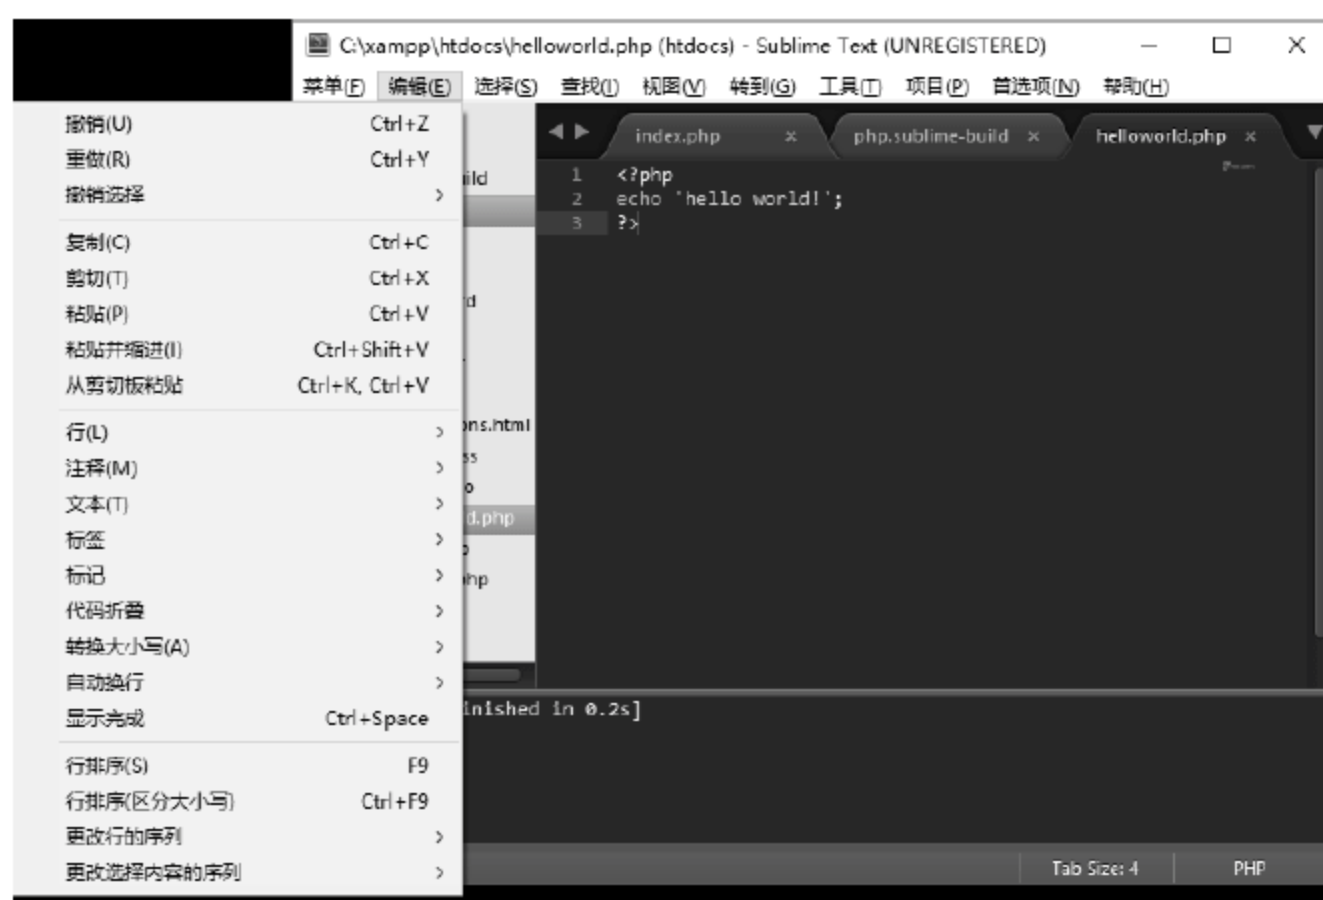 C:\xampp\htdocs\helloworld.php (htdocs) - Sublime Text (UNREGISTERED)
菜单(F) 编辑(E) 选择(S) 查找(I) 视图(V) 转到(G) 工具(T) 项目(P) 首选项(N) 帮助(H)
撤销(U) Ctrl+Z
重做(R) Ctrl+Y
撤销选择
复制(C) Ctrl+C
剪切(T) Ctrl+X
粘贴(P) Ctrl+V
粘贴并缩进(I) Ctrl+Shift+V
从剪切板粘贴 Ctrl+K, Ctrl+V
行(L)
注释(M)
文本(T)
标签
标记
代码折叠
转换大小写(A)
自动换行
显示完成 Ctrl+Space
行排序(S) F9
行排序(区分大小写) Ctrl+F9
更改行的序列
更改选择内容的序列
ild
rd
ons.html
ss
o
d.php
hp
index.php × php.sublime-build × helloworld.php ×
1 <?php
2 echo 'hello world!';
3 ?>
inished in 0.2s]
Tab Size: 4 PHP